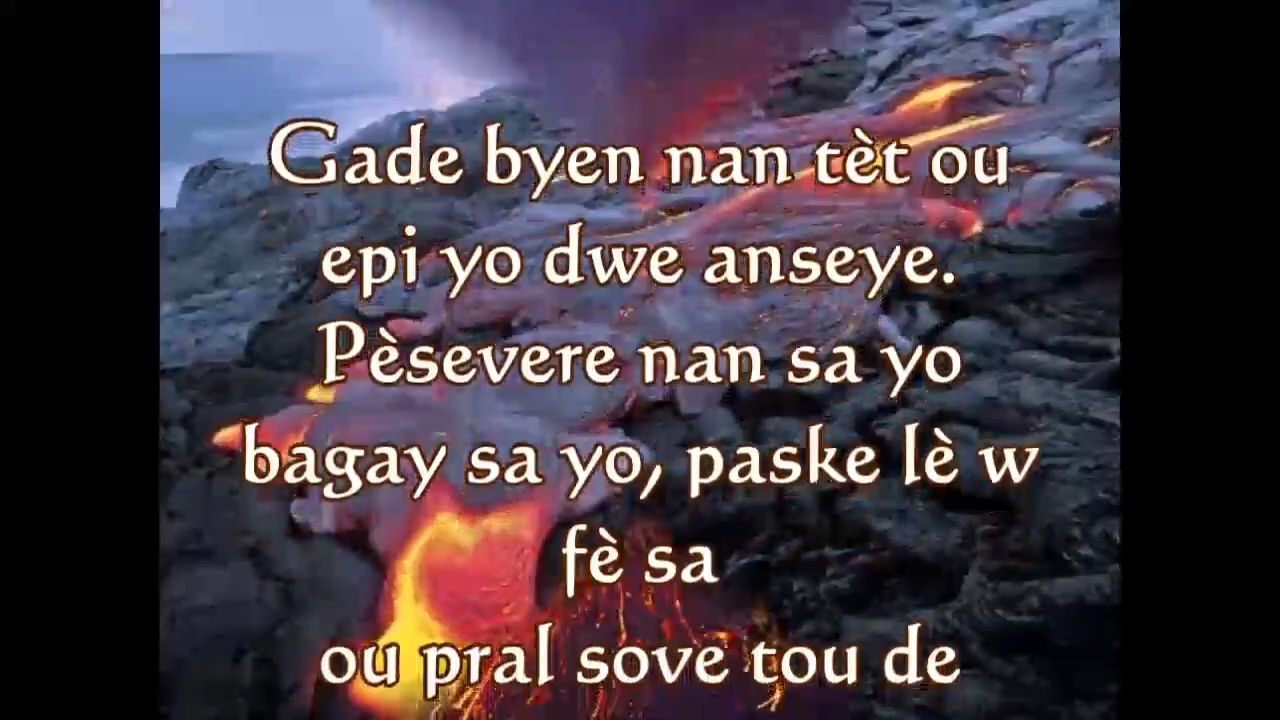 Gade byen nan tèt ou
epi yo dwe anseye.
Pèsevere nan sa yo
bagay sa yo, paske lè w
fè sa
ou pral sove tou de